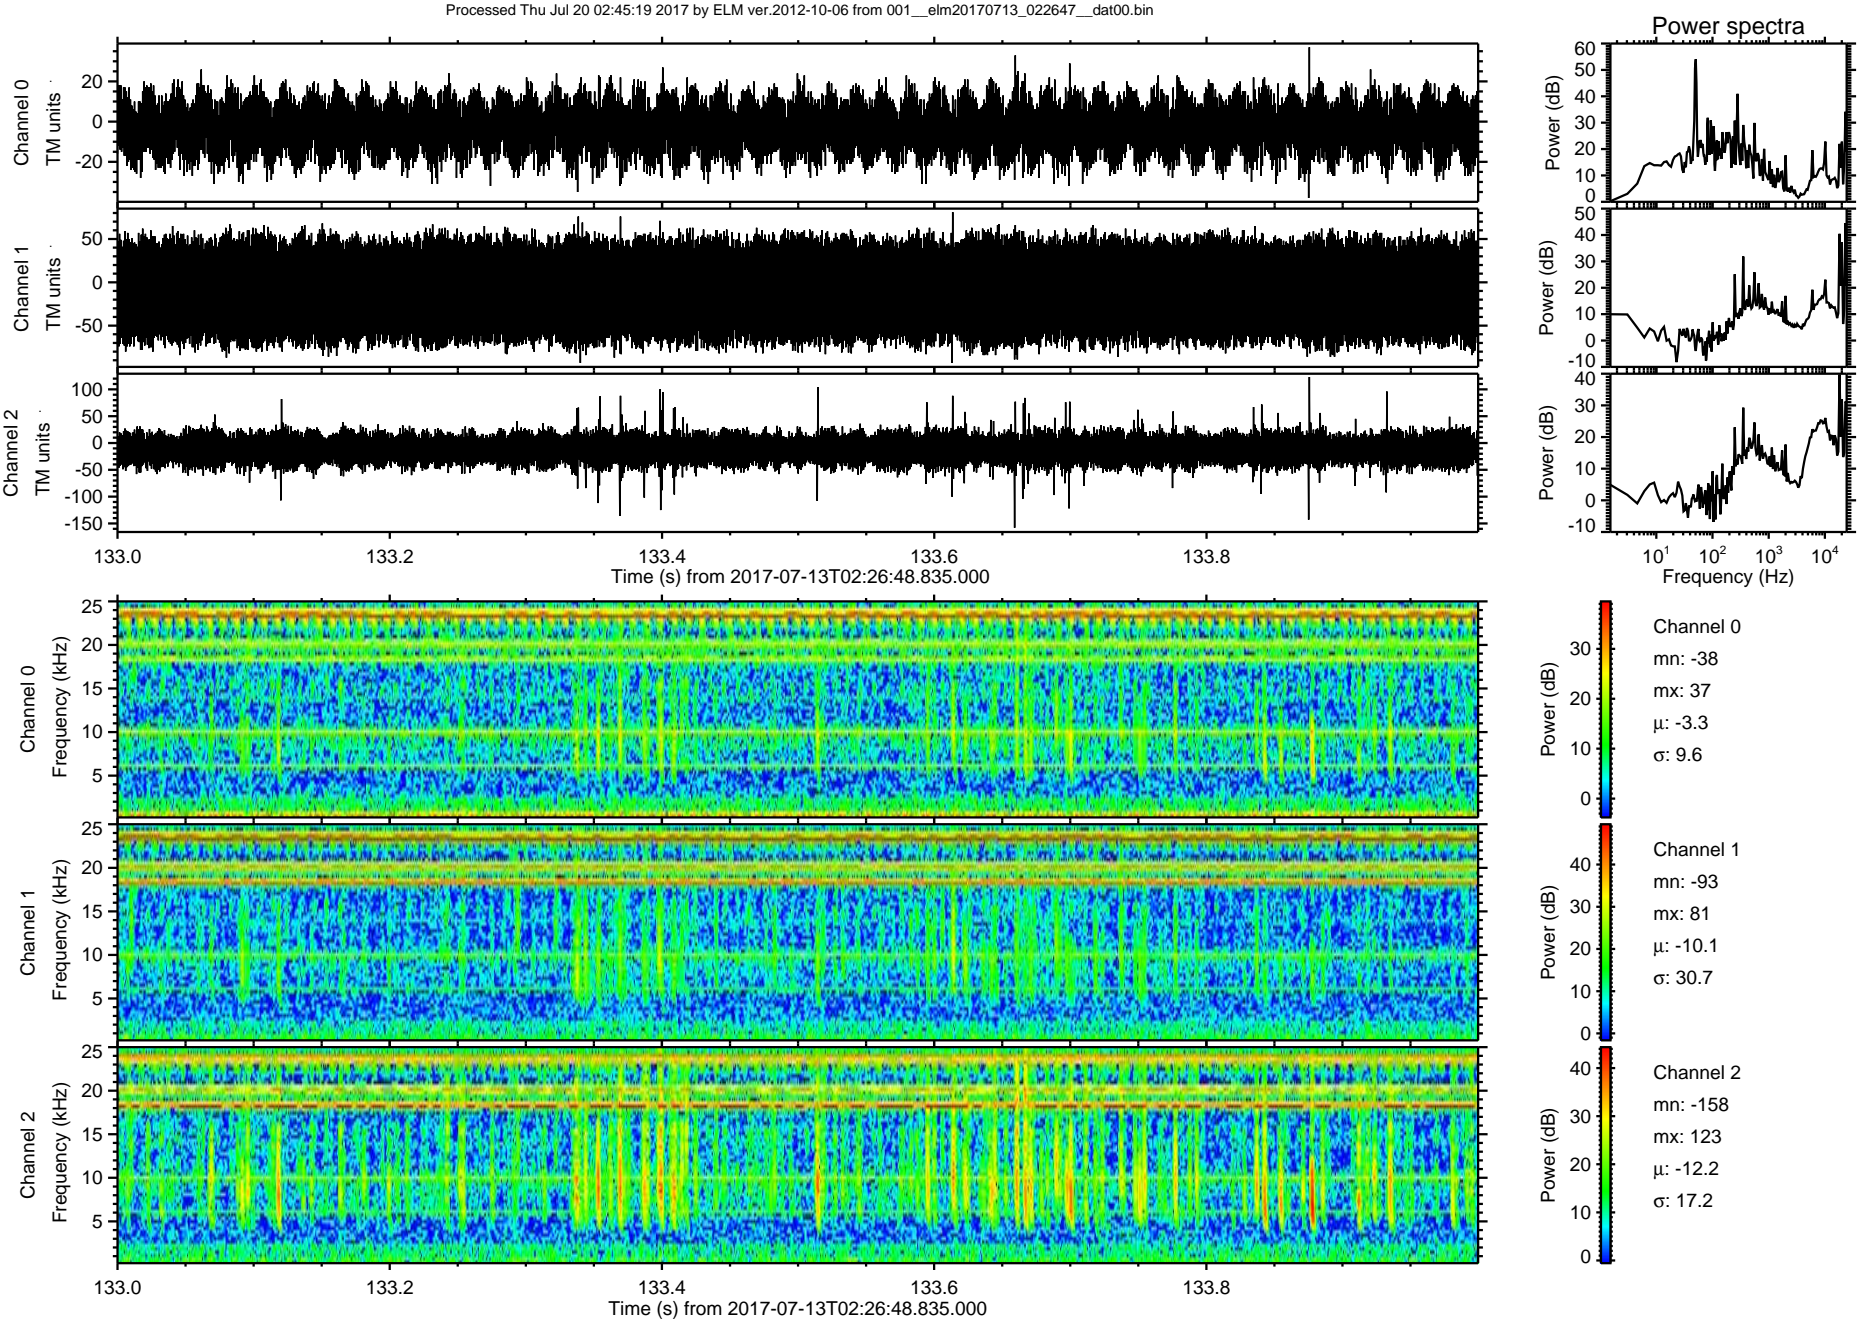 Processed Thu Jul 20 02:45:19 2017 by ELM ver.2012-10-06 from 001__elm20170713_022647__dat00.bin
Power spectra
Channel 0
TM units
20
0
-20
Power (dB)
60
50
40
30
20
10
0
Channel 1
TM units
50
0
-50
Power (dB)
50
40
30
20
10
0
-10
Channel 2
TM units
100
50
0
-50
-100
-150
Power (dB)
40
30
20
10
0
-10
133.0 133.2 133.4 133.6 133.8
Time (s) from 2017-07-13T02:26:48.835.000
10¹ 10² 10³ 10⁴
Frequency (Hz)
Channel 0
Frequency (kHz)
25
20
15
10
5
Power (dB)
30
20
10
0
Channel 0
mn: -38
mx: 37
μ: -3.3
σ: 9.6
Channel 1
Frequency (kHz)
25
20
15
10
5
Power (dB)
40
30
20
10
0
Channel 1
mn: -93
mx: 81
μ: -10.1
σ: 30.7
Channel 2
Frequency (kHz)
25
20
15
10
5
Power (dB)
40
30
20
10
0
Channel 2
mn: -158
mx: 123
μ: -12.2
σ: 17.2
133.0 133.2 133.4 133.6 133.8
Time (s) from 2017-07-13T02:26:48.835.000